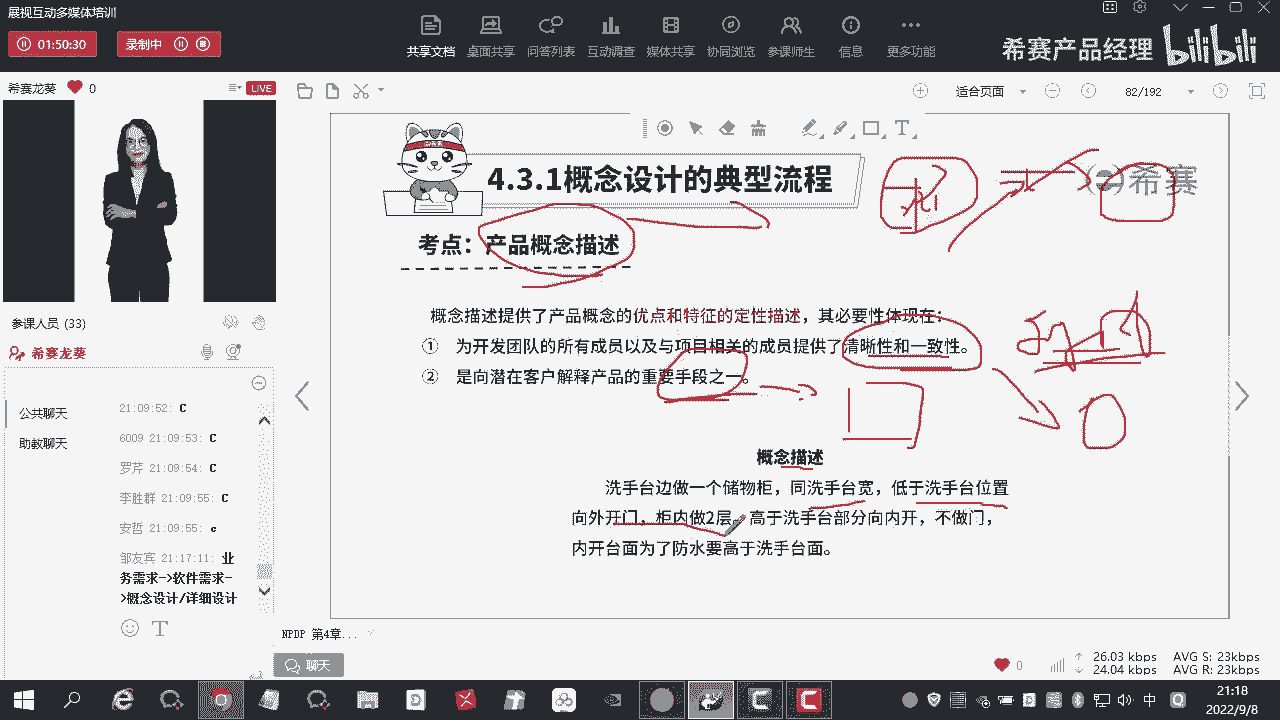 展视互动多媒体培训
01:50:30
录制中
共享文档
桌面共享
问答列表
互动调查
媒体共享
协同浏览
多课师生
信息
更多功能
希赛产品经理
bilibili
希赛龙葵
0
LIVE
适合页面
82/192
T
4.3.1概念设计的典型流程
希赛
考点：产品概念描述
概念描述提供了产品概念的优点和特征的定性描述，其必要性体现在：
① 为开发团队的所有成员以及与项目相关的成员提供了清晰性和一致性。
② 是向潜在客户解释产品的重要手段之一。
概念描述
洗手台边做一个储物柜，同洗手台宽，低于洗手台位置
向外开门，柜内做2层。高于洗手台部分向内开，不做门，
内开台面为了防水要高于洗手台面。
参课人员 (33)
希赛龙葵
公共聊天
助教聊天
21:09:52: C
6009 21:09:53: C
罗芹 21:09:54: C
李胜群 21:09:55: C
安哲 21:09:55: c
邹友宾 21:17:11: 业
务需求->软件需求-
>概念设计/详细设计
T
NPDP 第4章...
聊天
0
26.03 kbps AVG S: 23kbps
24.04 kbps AVG R: 23kbps
中
21:18
2022/9/8